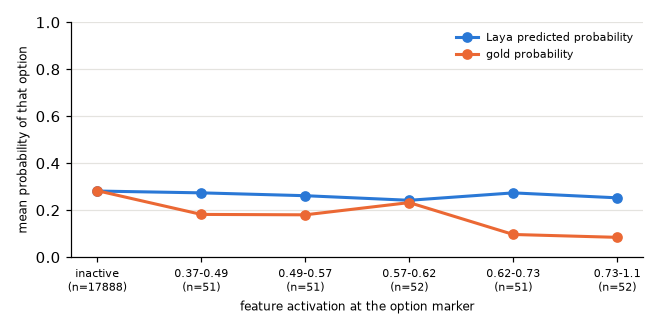 1.0
0.8
0.6
0.4
0.2
0.0
mean probability of that option
Laya predicted probability
gold probability
inactive
(n=17888)
0.37-0.49
(n=51)
0.49-0.57
(n=51)
0.57-0.62
(n=52)
0.62-0.73
(n=51)
0.73-1.1
(n=52)
feature activation at the option marker